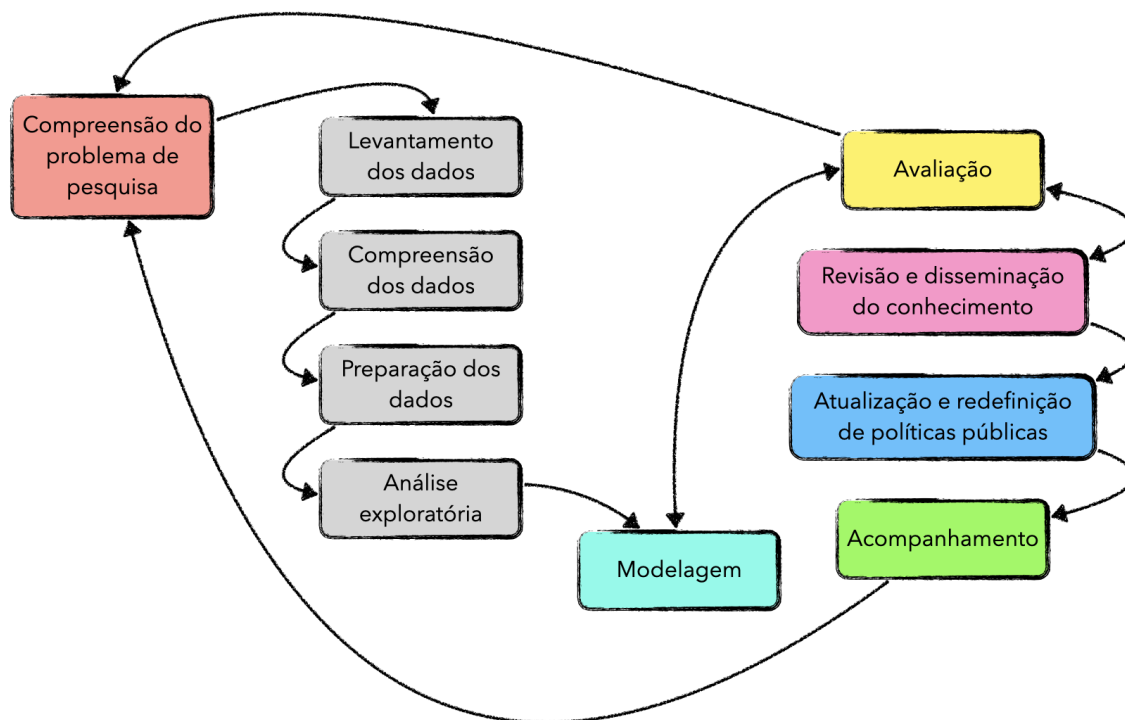 Compreensão do
problema de
pesquisa
Levantamento
dos dados
Compreensão
dos dados
Preparação dos
dados
Análise
exploratória
Modelagem
Avaliação
Revisão e disseminação
do conhecimento
Atualização e redefinição
de políticas públicas
Acompanhamento